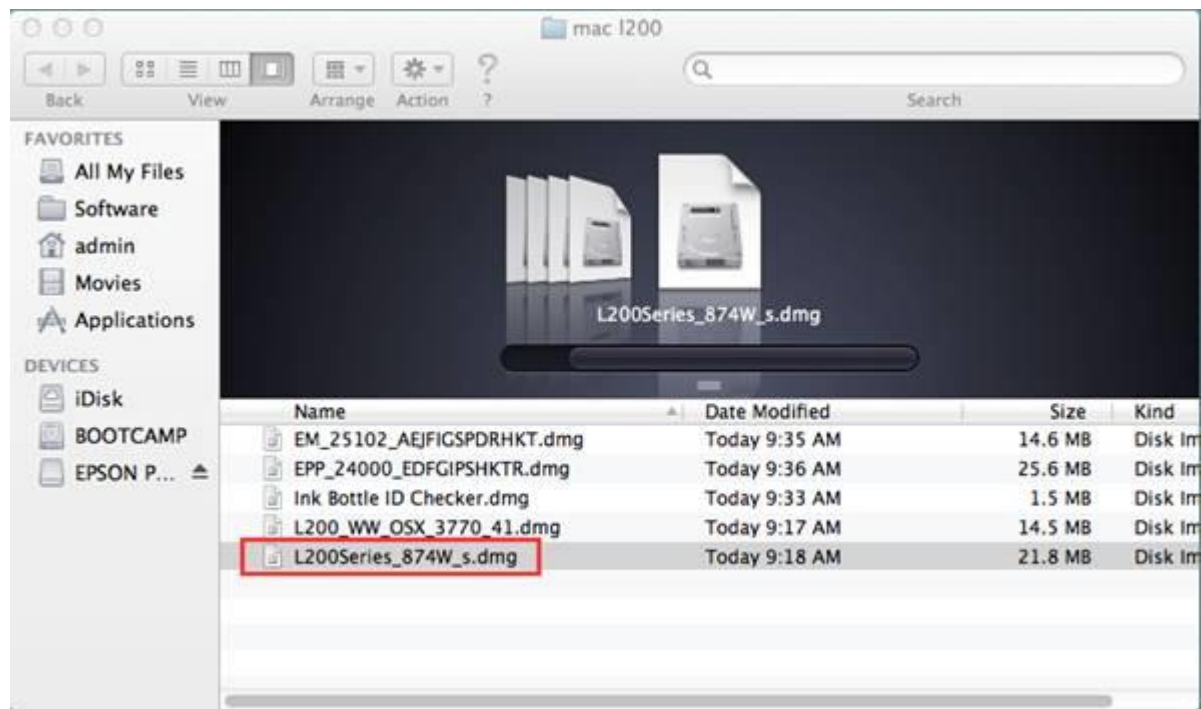 mac l200
Back View Arrange Action ? Search
FAVORITES
All My Files
Software
admin
Movies
Applications
DEVICES
iDisk
BOOTCAMP
EPSON P...
L200Series_874W_s.dmg
Name Date Modified Size Kind
EM_25102_AEJFIGSPDRHKT.dmg Today 9:35 AM 14.6 MB Disk Im
EPP_24000_EDFGIPSHKTR.dmg Today 9:36 AM 25.6 MB Disk Im
Ink Bottle ID Checker.dmg Today 9:33 AM 1.5 MB Disk Im
L200_WW_OSX_3770_41.dmg Today 9:17 AM 14.5 MB Disk Im
L200Series_874W_s.dmg Today 9:18 AM 21.8 MB Disk Im